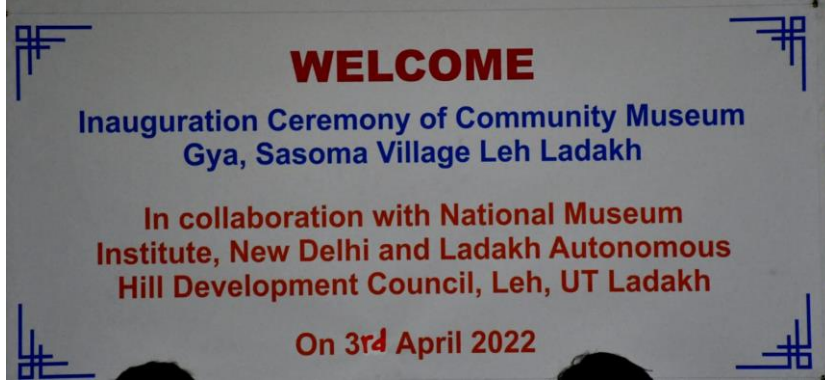 WELCOME
Inauguration Ceremony of Community Museum
Gya, Sasoma Village Leh Ladakh
In collaboration with National Museum
Institute, New Delhi and Ladakh Autonomous
Hill Development Council, Leh, UT Ladakh
On 3rd April 2022